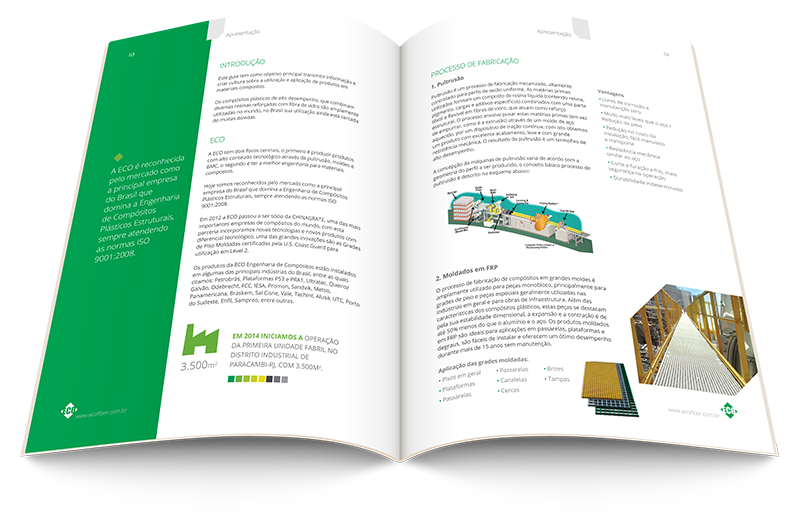 03
Apresentação
A ECO é reconhecida
pelo mercado como
a principal empresa
do Brasil que
domina a Engenharia
de Compósitos
Plásticos Estruturais,
sempre atendendo
as normas ISO
9001:2008.
INTRODUÇÃO
Este guia tem como objetivo principal transmitir informação e
criar cultura sobre a utilização e aplicação de produtos em
materiais compostos.
Os compósitos plásticos de alto desempenho, que combinam
diversas resinas reforçadas com fibra de vidro são amplamente
utilizadas no mundo, no Brasil sua utilização ainda está cercada
de muitas dúvidas.
ECO
A ECO tem dois focos centrais, o primeiro é produzir produtos
com alto conteúdo tecnológico através da pultrusão, moldes e
BMC, o segundo é ter a melhor engenharia para materiais
compostos.
Hoje somos reconhecidos pelo mercado como a principal
empresa do Brasil que domina a Engenharia de Compósitos
Plásticos Estruturais, sempre atendendo as normas ISO
9001:2008.
Em 2012 a ECO passou a ser sócia da CHINAGRATE, uma das mais
importantes empresas de compósitos do mundo, com esta
parceria incorporamos novas tecnologias e novos produtos com
diferencial tecnológico, uma das grandes inovações são as Grades
de Piso Moldadas certificadas pela U.S. Coast Guard para
utilização em Level 2.
Os produtos da ECO Engenharia de Compósitos estão instalados
em algumas das principais indústrias do Brasil, entre as quais
citamos: Petrobrás, Plataformas P53 e PRA1, Ultratec, Queiroz
Galvão, Odebrecht, FCC, IESA, Promon, Sandvik, Metso,
Panamericana, Braskem, Sal Cisne, Vale, Techint, Alusa, UTC, Porto
do Sudeste, Enfil, Sampreo, entre outras.
3.500m²
EM 2014 INICIAMOS A OPERAÇÃO
DA PRIMEIRA UNIDADE FABRIL NO
DISTRITO INDUSTRIAL DE
PARACAMBI-RJ, COM 3.500M².
ECO
www.ecofiber.com.br
Apresentação
04
PROCESSO DE FABRICAÇÃO
1. Pultrusão
Pultrusão é um processo de fabricação mecanizado, altamente
controlado para perfis de secção uniforme. As matérias primas
utilizadas formam um composto de resina líquida (contendo resina,
pigmento, cargas e aditivos específicos) combinados com uma parte
têxtil e flexível em fibras de vidro, que atuam como reforço
estrutural. O processo envolve puxar estas matérias primas (em vez
de empurrar, como é a extrusão) através de um molde de aço
aquecido, por um dispositivo de tração contínue, com isto obtemos
um produto com excelente acabamento, leve e com grande
resistência mecânica. O resultado da pultrusão é um termofixo de
alto desempenho.
A concepção da máquinas de pultrusão varia de acordo com a
geometria do perfil a ser produzido, o conceito básico processo de
pultrusão é descrito no esquema abaixo:
Vantagens
• Livres de corrosão e
manutenção zero
• Muito mais leves que o aço /
Redução de peso
• Redução no custo da
instalação, fácil manuseio
e transporte
• Resistência mecânica
similar ao aço
• Corte e furação a frio, mais
segurança na operação
• Durabilidade indeterminada
2. Moldados em FRP
O processo de fabricação de compósitos em grandes moldes é
amplamente utilizado para peças monobloco, principalmente para
grades de piso e peças especiais geralmente utilizadas nas
indústrias em geral e para obras de infraestrutura. Além das
características dos compósitos plásticos, estas peças se destacam
pela sua estabilidade dimensional, a expansão e a contração é de
até 50% menos do que o alumínio e o aço. Os produtos moldados
em FRP são ideais para aplicações em passarelas, plataformas e
degraus, são fáceis de instalar e oferecem um ótimo desempenho
durante mais de 15 anos sem manutenção.
Aplicação das grades moldadas:
• Pisos em geral
• Plataformas
• Passarelas
• Passarelas
• Canaletas
• Cercas
• Brises
• Tampas
www.ecofiber.com.br
ECO